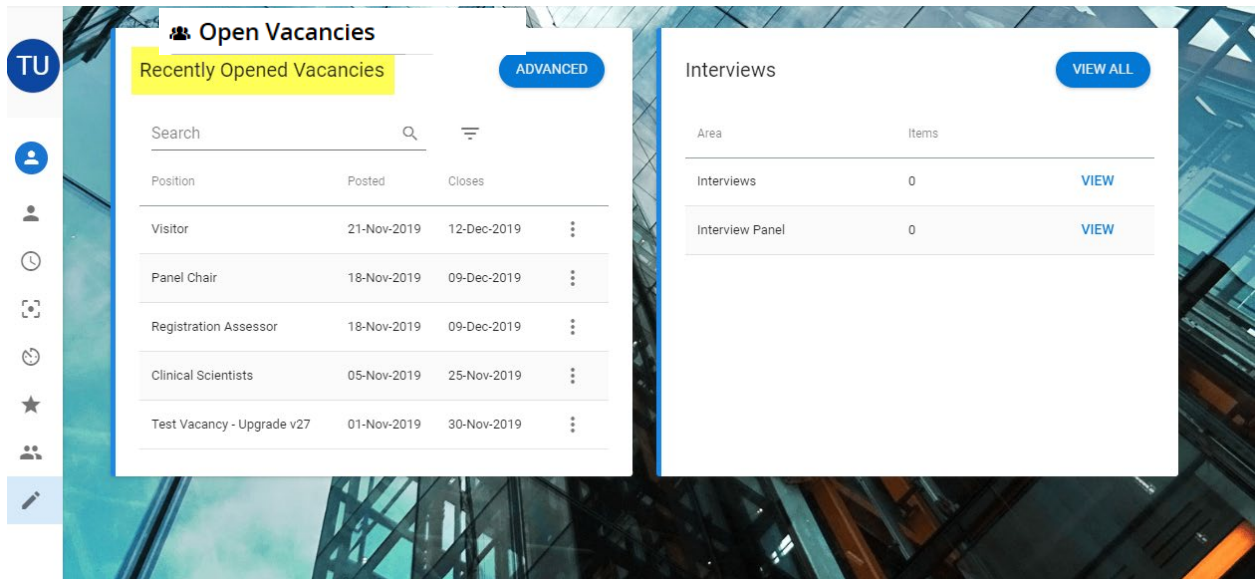 Open Vacancies
TU
Recently Opened Vacancies
ADVANCED
Search
Position Posted Closes
Visitor 21-Nov-2019 12-Dec-2019
Panel Chair 18-Nov-2019 09-Dec-2019
Registration Assessor 18-Nov-2019 09-Dec-2019
Clinical Scientists 05-Nov-2019 25-Nov-2019
Test Vacancy - Upgrade v27 01-Nov-2019 30-Nov-2019
Interviews
VIEW ALL
Area Items
Interviews 0 VIEW
Interview Panel 0 VIEW